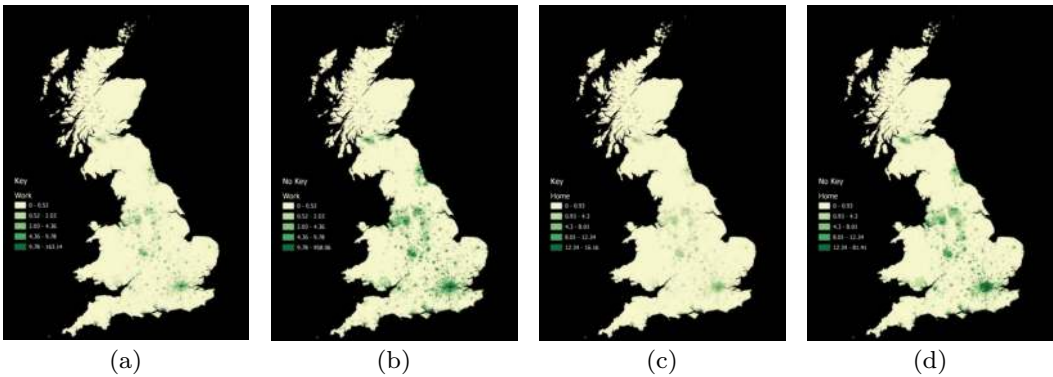 Key
Work
0 - 0.52
0.52 - 2.03
2.03 - 4.36
4.36 - 9.78
9.78 - 163.14
No Key
Work
0 - 0.52
0.52 - 2.03
2.03 - 4.36
4.36 - 9.78
9.78 - 958.06
Key
Home
0 - 0.93
0.93 - 4.3
4.3 - 8.01
8.01 - 12.34
12.34 - 16.16
No Key
Home
0 - 0.93
0.93 - 4.3
4.3 - 8.01
8.01 - 12.34
12.34 - 81.41
(a)
(b)
(c)
(d)